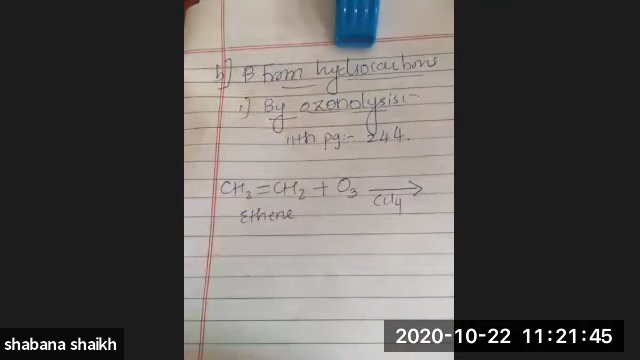 b] B From hydrocarbons
i) By ozonolysis:-
11th pg:- 244.
CH₂=CH₂ + O₃ ⟶
CCl₄
Ethene
shabana shaikh
2020-10-22 11:21:45